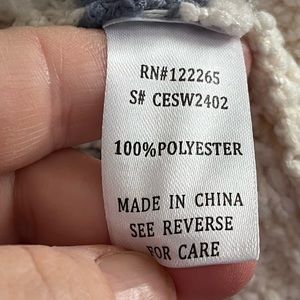 RN#122265
S# CESW2402
100%POLYESTER
MADE IN CHINA
SEE REVERSE
FOR CARE